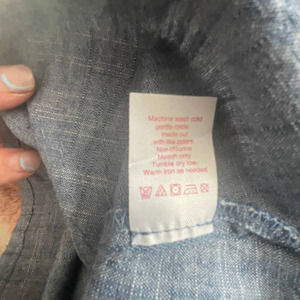 Machine wash cold
gentle cycle
inside out
with like colors.
Non-chlorine
bleach only
Tumble dry low.
Warm iron as needed